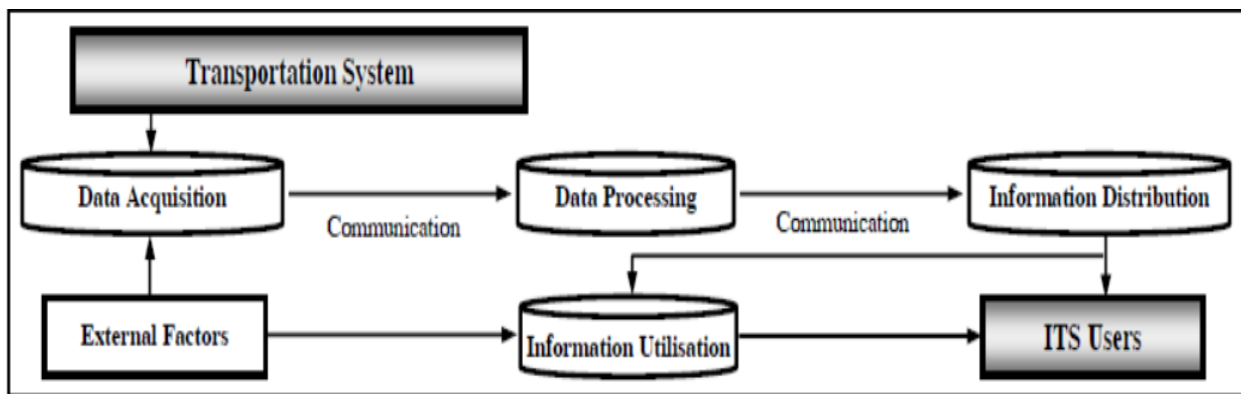 Transportation System
Data Acquisition
Communication
Data Processing
Communication
Information Distribution
External Factors
Information Utilisation
ITS Users